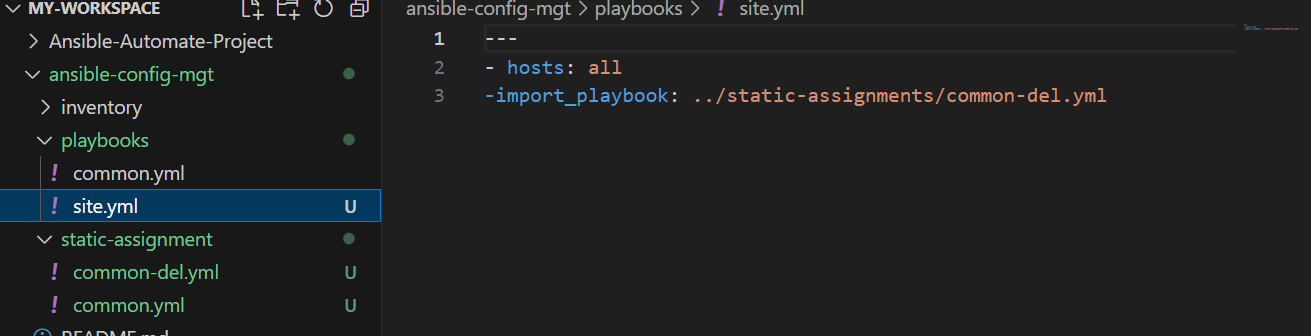 MY-WORKSPACE
Ansible-Automate-Project
ansible-config-mgt
inventory
playbooks
common.yml
site.yml U
static-assignment
common-del.yml U
common.yml U
README.md
ansible-config-mgt > playbooks > ! site.yml
1 ---
2 - hosts: all
3 -import_playbook: ../static-assignments/common-del.yml